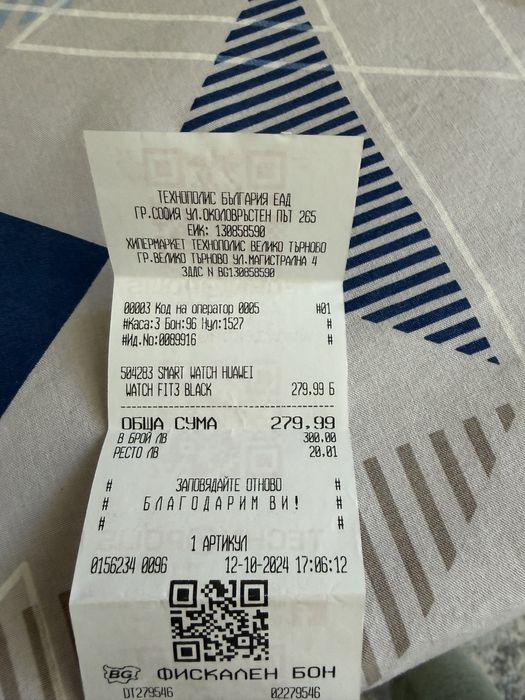 ТЕХНОПОЛИС БЪЛГАРИЯ ЕАД
ГР.СОФИЯ УЛ.ОКОЛОВРЪСТЕН ПЪТ 265
ЕИК: 130858590
ХИПЕРМАРКЕТ ТЕХНОПОЛИС ВЕЛИКО ТЪРНОВО
ГР.ВЕЛИКО ТЪРНОВО УЛ.МАГИСТРАЛНА 4
ЗДДС N BG130858590
00003 Код на оператор 0005 #01
#Каса:3 Бон:96 Нул:1527 #
#Ид.No:0089916 #
504283 SMART WATCH HUAWEI
WATCH FIT3 BLACK 279,99 Б
ОБЩА СУМА 279,99
В БРОЙ ЛВ 300,00
РЕСТО ЛВ 20,01
# ЗАПОВЯДАЙТЕ ОТНОВО #
# БЛАГОДАРИМ ВИ! #
# #
1 АРТИКУЛ
0156234 0096 12-10-2024 17:06:12
BG ФИСКАЛЕН БОН
DT279546 02279546